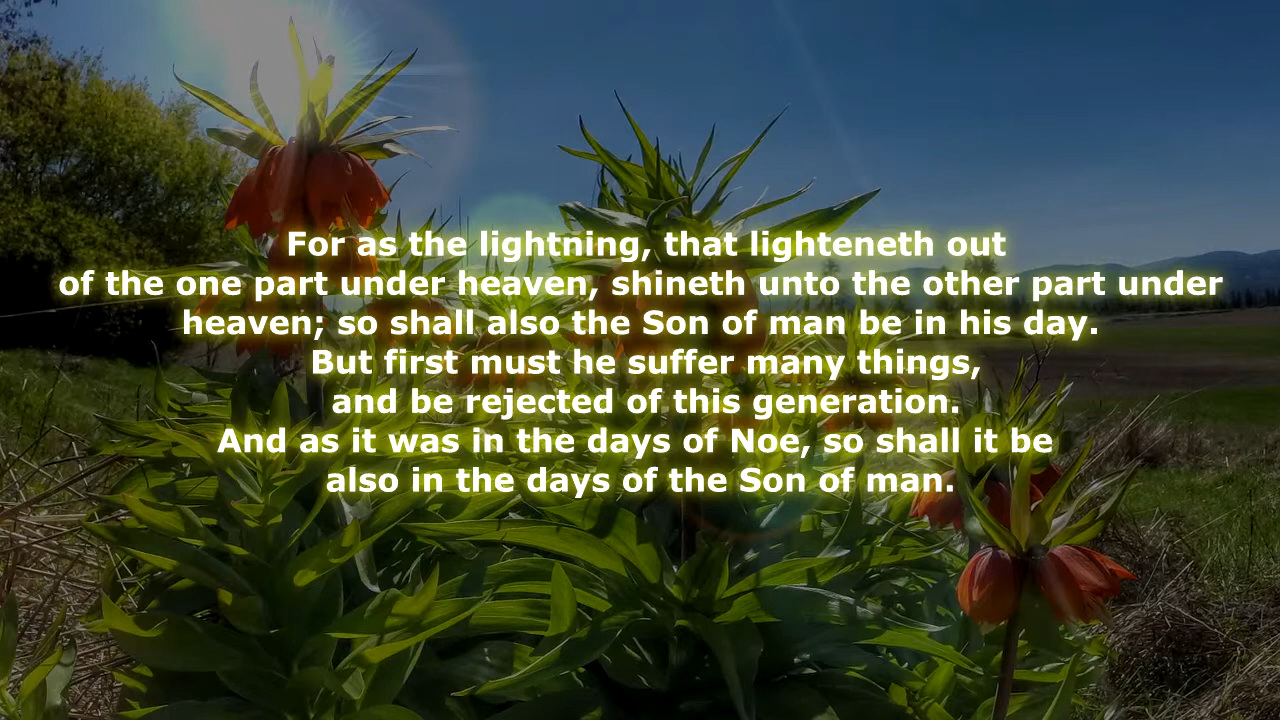 For as the lightning, that lighteneth out
of the one part under heaven, shineth unto the other part under
heaven; so shall also the Son of man be in his day.
But first must he suffer many things,
and be rejected of this generation.
And as it was in the days of Noe, so shall it be
also in the days of the Son of man.